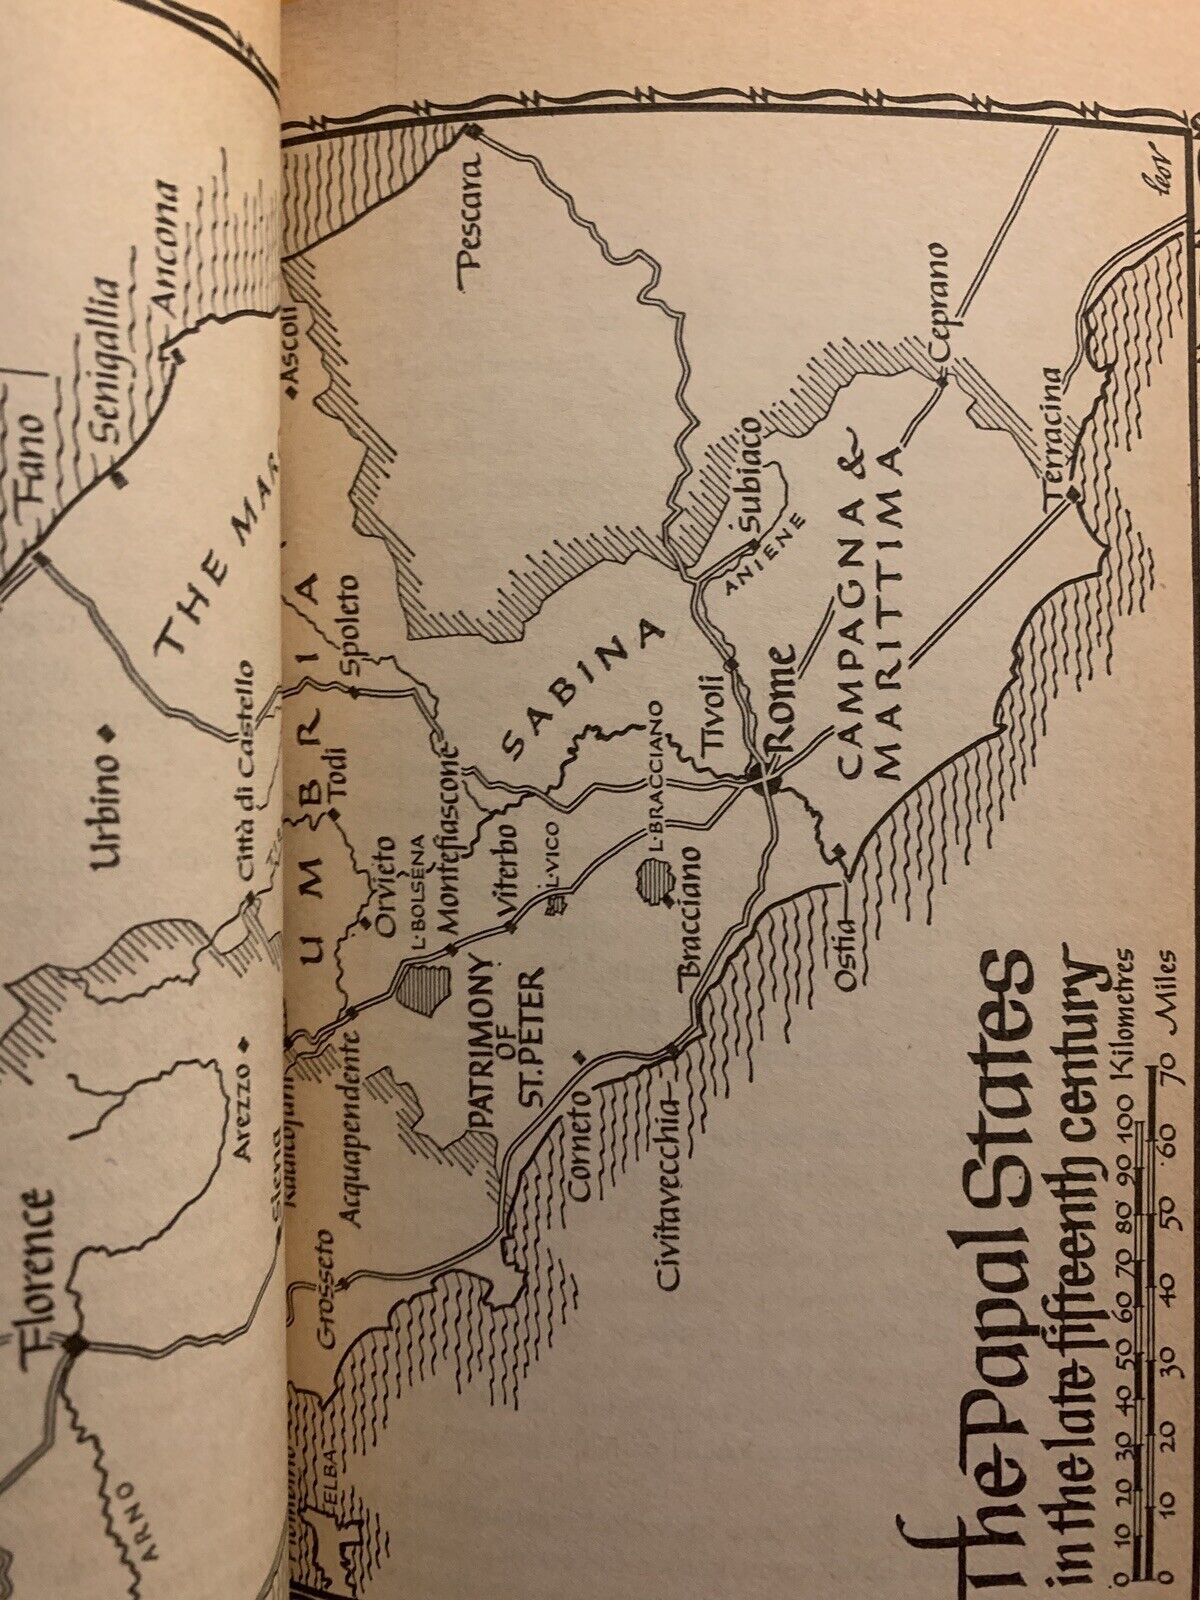 Fano
Senigallia
Ancona
THE MAR
Urbino
Città di Castello
Florence
Arezzo
ARNO
Ascoli
UMBRIA
Spoleto
Todi
Orvieto
L·BOLSENA
Montefiascone
Viterbo
L·VICO
Acquapendente
Grosseto
ELBA
PATRIMONY
OF
ST.PETER
Corneto
Civitavecchia
SABINA
L·BRACCIANO
Bracciano
Tivoli
Rome
Ostia
Subiaco
ANIENE
CAMPAGNA &
MARITTIMA
Pescara
Ceprano
Terracina
The Papal States
in the late fifteenth century
0 10 20 30 40 50 60 70 80 90 100 Kilometres
0 10 20 30 40 50 60 70 Miles